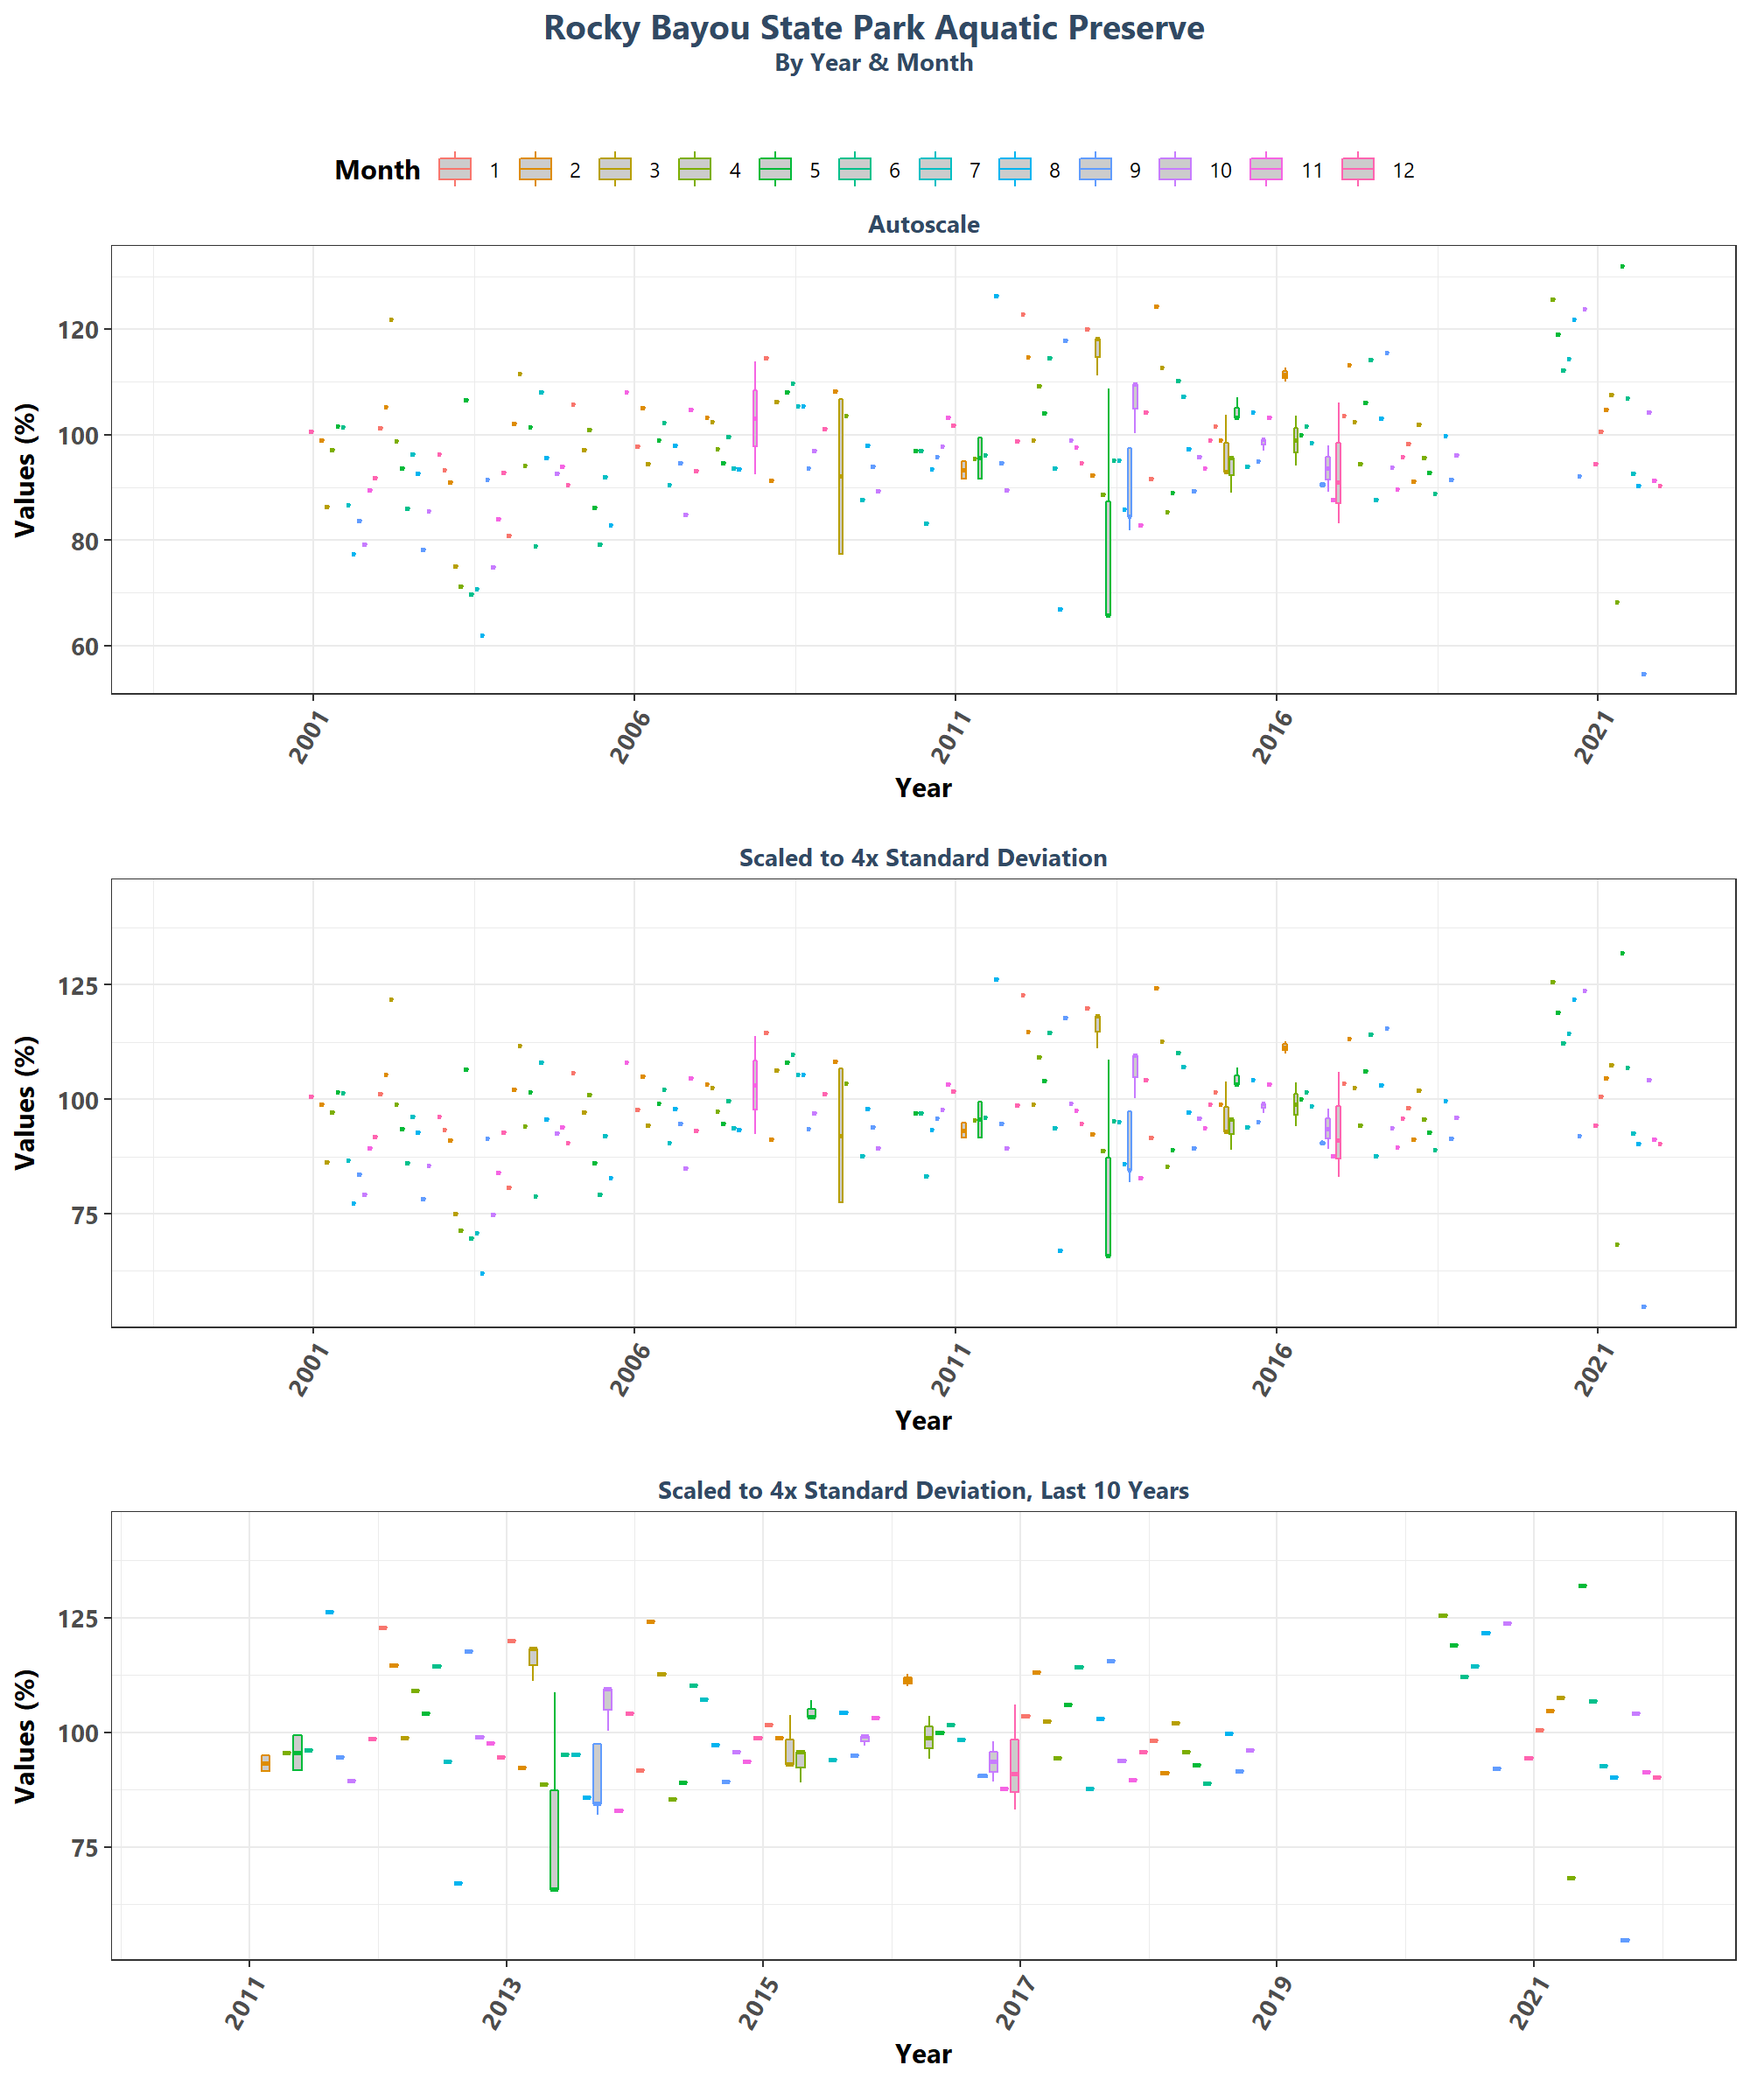 Rocky Bayou State Park Aquatic Preserve
By Year & Month
Month 1 2 3 4 5 6 7 8 9 10 11 12
Autoscale
Values (%)
120
100
80
60
2001 2006 2011 2016 2021
Year
Scaled to 4x Standard Deviation
Values (%)
125
100
75
2001 2006 2011 2016 2021
Year
Scaled to 4x Standard Deviation, Last 10 Years
Values (%)
125
100
75
2011 2013 2015 2017 2019 2021
Year